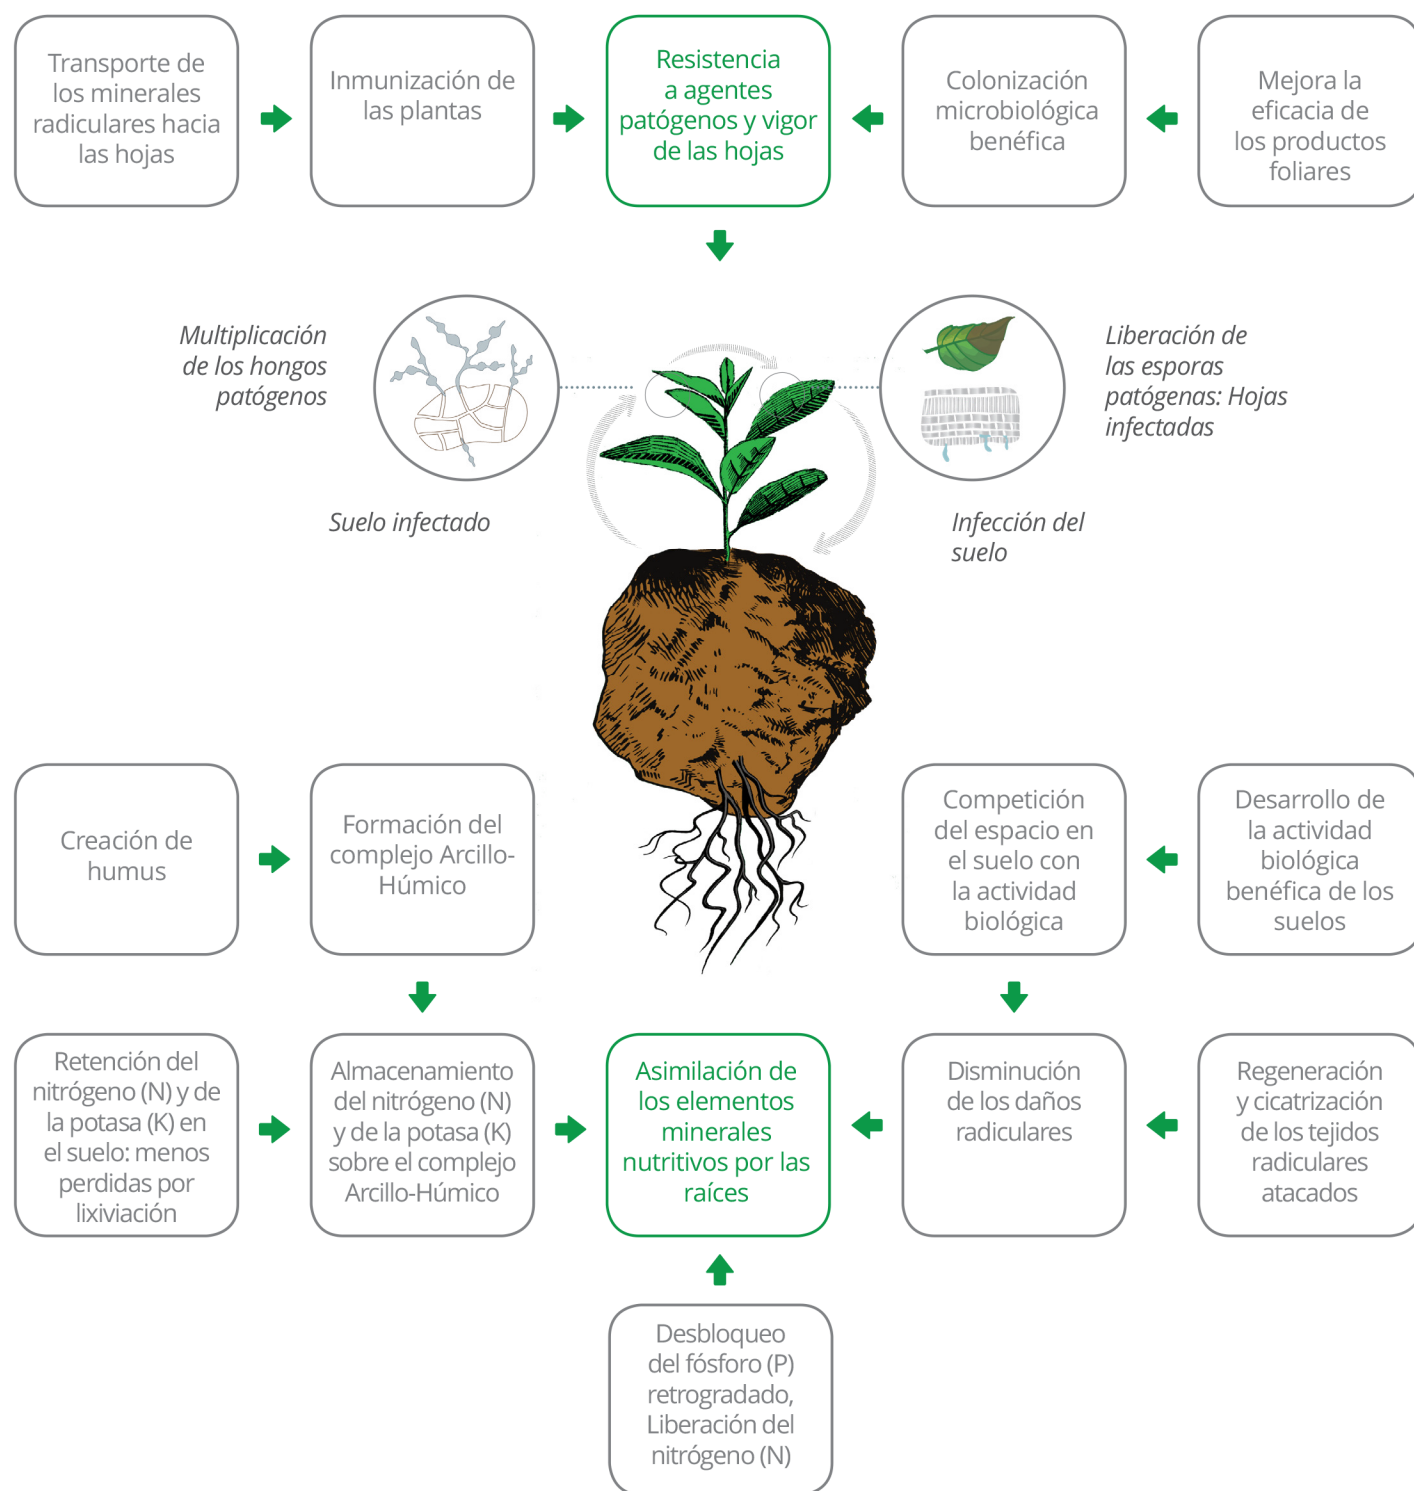 Transporte de
los minerales
radiculares hacia
las hojas
Inmunización de
las plantas
Resistencia
a agentes
patógenos y vigor
de las hojas
Colonización
microbiológica
benéfica
Mejora la
eficacia de
los productos
foliares
Multiplicación
de los hongos
patógenos
Liberación de
las esporas
patógenas: Hojas
infectadas
Suelo infectado
Infección del
suelo
Creación de
humus
Formación del
complejo Arcillo-
Húmico
Competición
del espacio en
el suelo con
la actividad
biológica
Desarrollo de
la actividad
biológica
benéfica de los
suelos
Retención del
nitrógeno (N) y de
la potasa (K) en
el suelo: menos
perdidas por
lixiviación
Almacenamiento
del nitrógeno (N)
y de la potasa (K)
sobre el complejo
Arcillo-Húmico
Asimilación de
los elementos
minerales
nutritivos por las
raíces
Disminución
de los daños
radiculares
Regeneración
y cicatrización
de los tejidos
radiculares
atacados
Desbloqueo
del fósforo (P)
retrogradado,
Liberación del
nitrógeno (N)